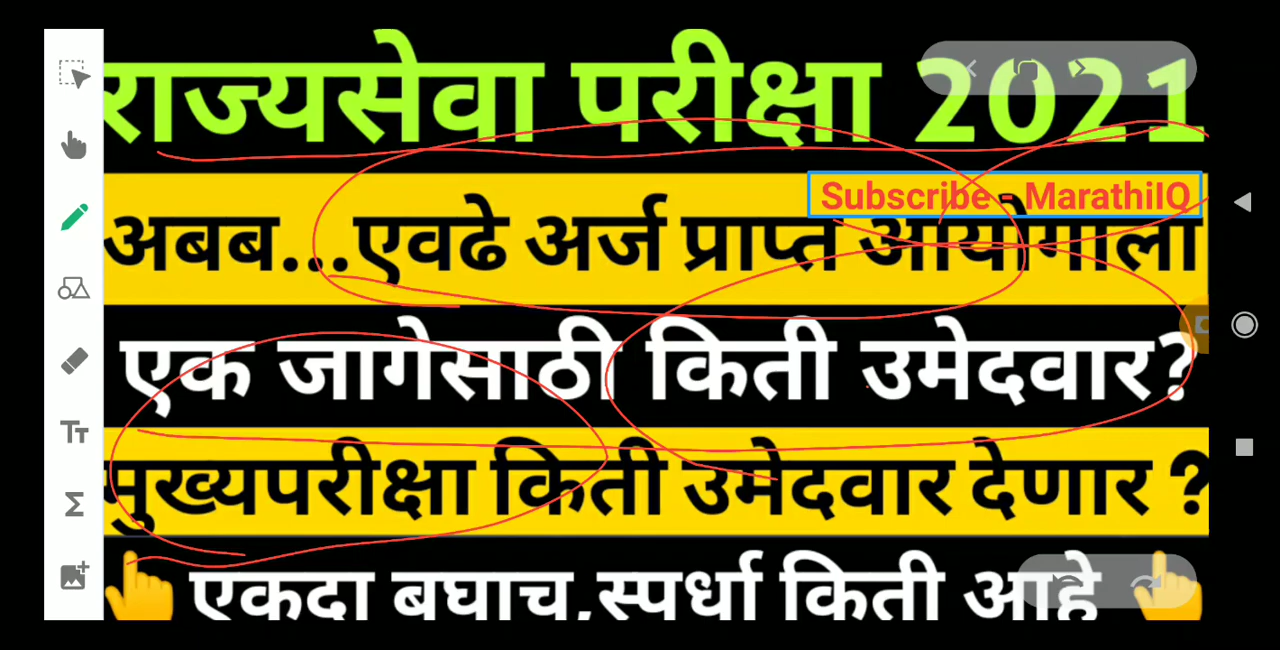 राज्यसेवा परीक्षा 2021
Subscribe - MarathiIQ
अबब...एवढे अर्ज प्राप्त आयोगाला
एक जागेसाठी किती उमेदवार?
मुख्यपरीक्षा किती उमेदवार देणार ?
एकदा बघाच,स्पर्धा किती आहे